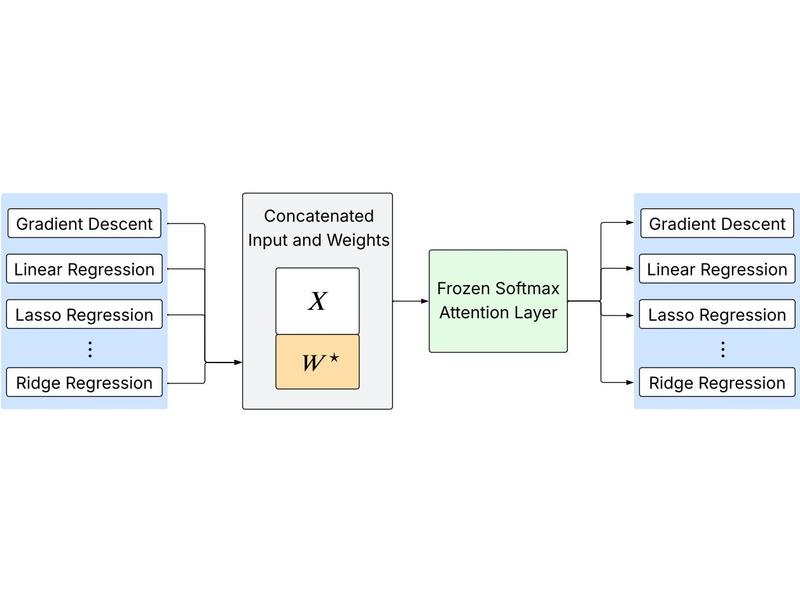 Gradient Descent
Linear Regression
Lasso Regression
⋮
Ridge Regression
Concatenated
Input and Weights
X
W⋆
Frozen Softmax
Attention Layer
Gradient Descent
Linear Regression
Lasso Regression
⋮
Ridge Regression